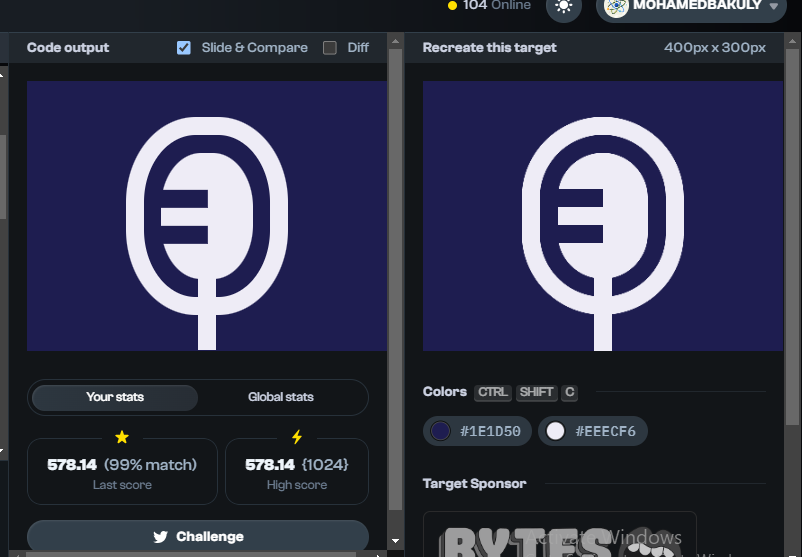 104 Online
MOHAMEDBAKULY
Code output
Slide & Compare
Diff
Recreate this target
400px x 300px
Your stats
Global stats
578.14 (99% match)
Last score
578.14 {1024}
High score
Challenge
Colors CTRL SHIFT C
#1E1D50
#EEECF6
Target Sponsor
BYTES
Activate Windows